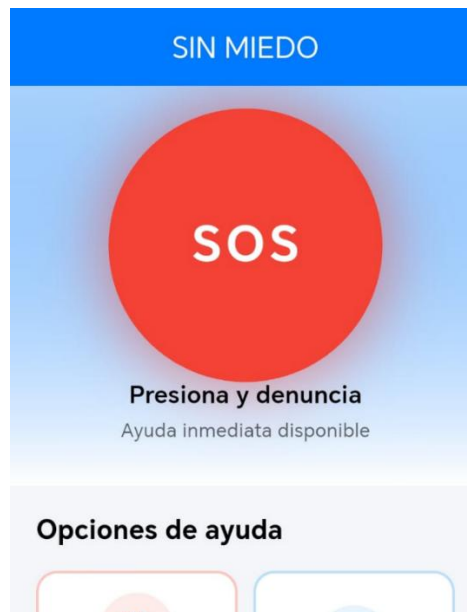 SIN MIEDO
SOS
Presiona y denuncia
Ayuda inmediata disponible
Opciones de ayuda